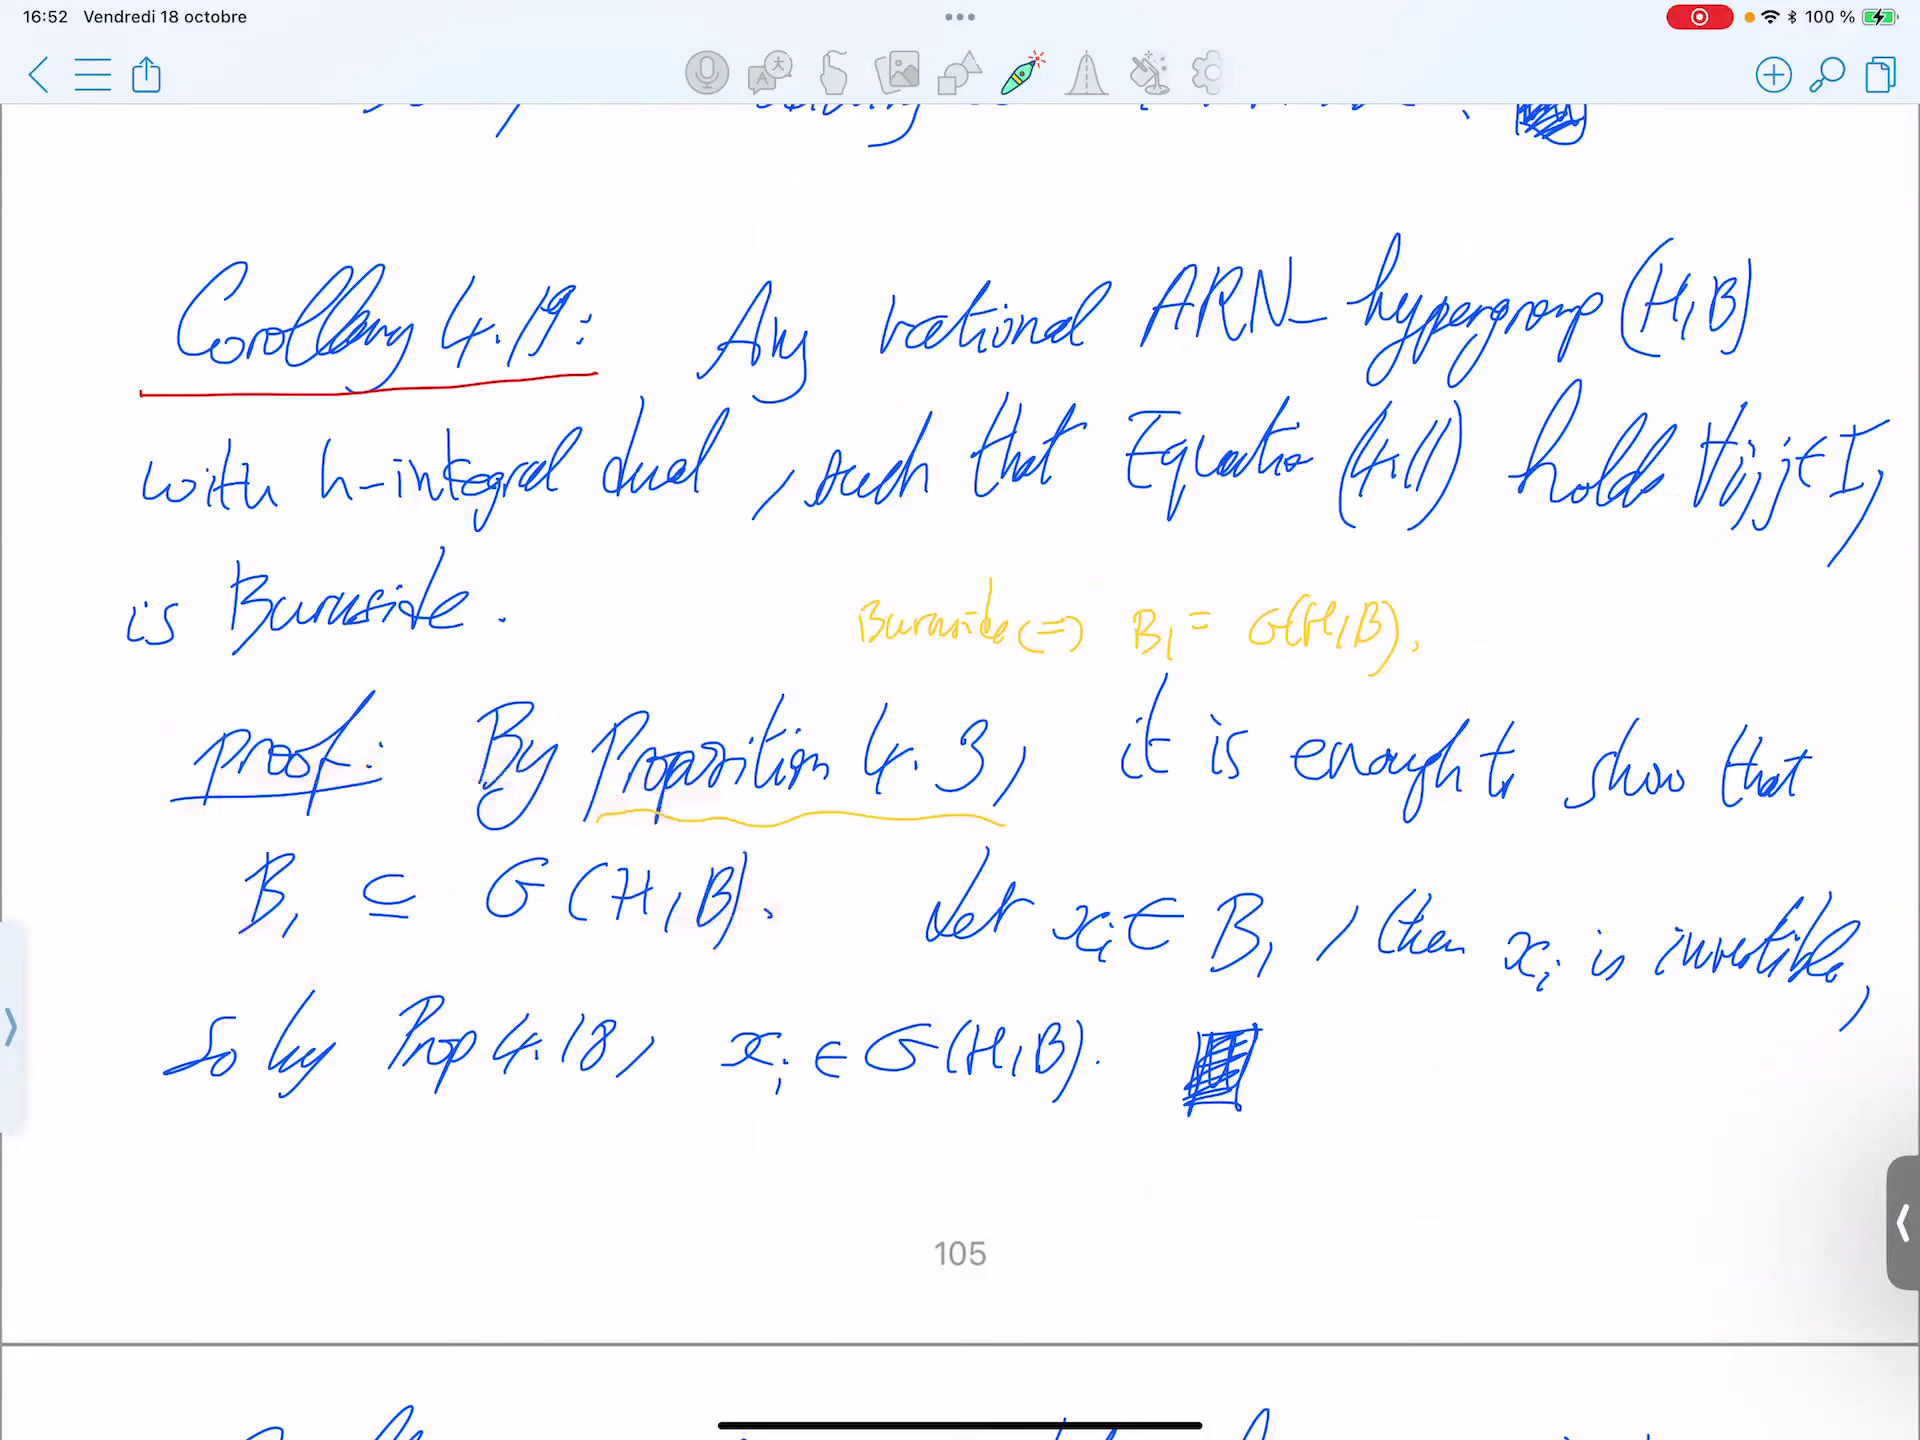 16:52 Vendredi 18 octobre
100 %
Corollary 4.19: Any rational ARN-hypergroup (H,B)
with h-integral dual, such that Equation (4.1) holds ∀i,j∈I,
is Burnside.
Burnside <=> B₁ = G(H,B).
proof: By Proposition 4.3, it is enough to show that
B₁ ⊆ G(H,B). Let xᵢ ∈ B₁, then xᵢ is invertible,
so by Prop 4.18, xᵢ ∈ G(H,B).
105